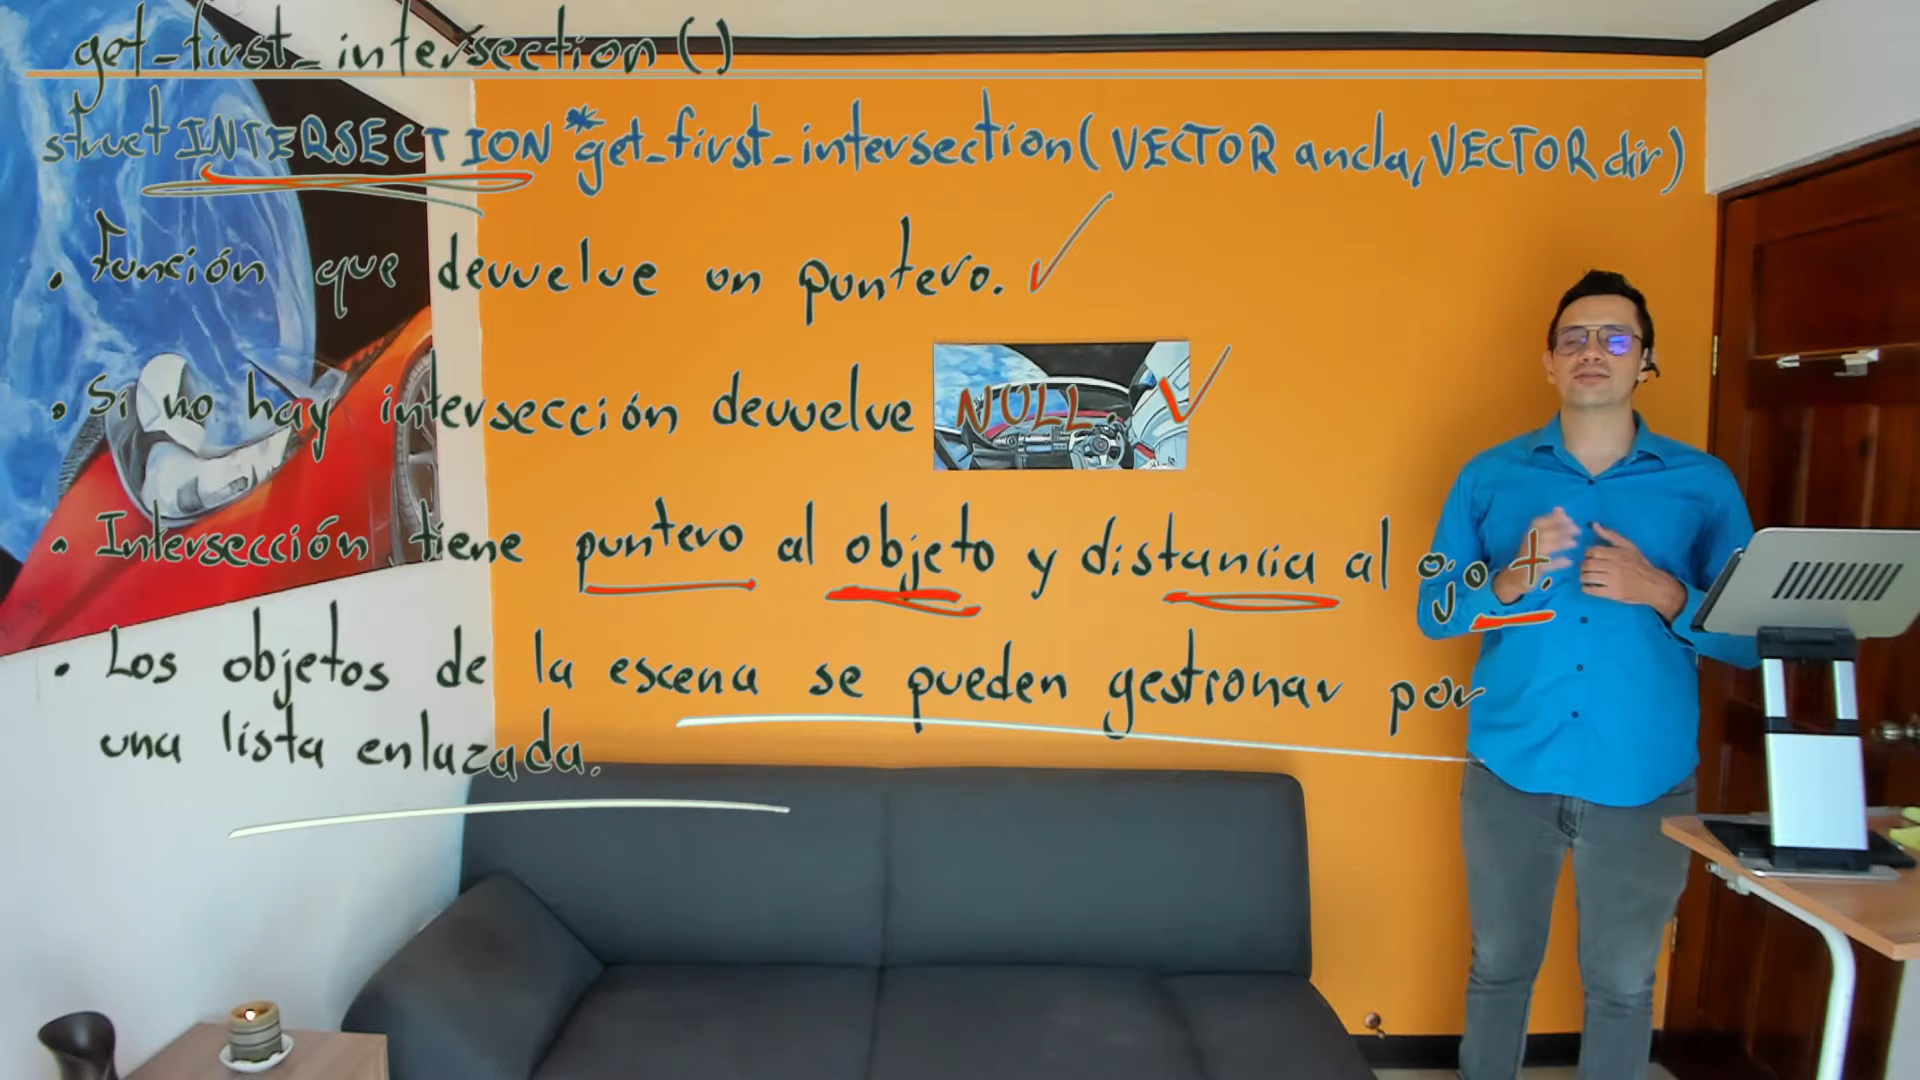 get_first_intersection()
struct INTERSECTION *get_first_intersection(VECTOR ancla, VECTOR dir)
• Función que devuelve un puntero. ✓
• Si no hay intersección devuelve NULL. ✓
• Intersección tiene puntero al objeto y distancia al ojo t.
• Los objetos de la escena se pueden gestionar por
una lista enlazada.